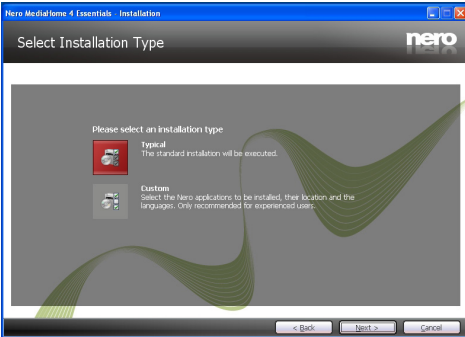 Nero MediaHome 4 Essentials - Installation
Select Installation Type
nero
Please select an installation type
Typical
The standard installation will be executed.
Custom
Select the Nero applications to be installed, their location and the
languages. Only recommended for experienced users.
< Back
Next >
Cancel